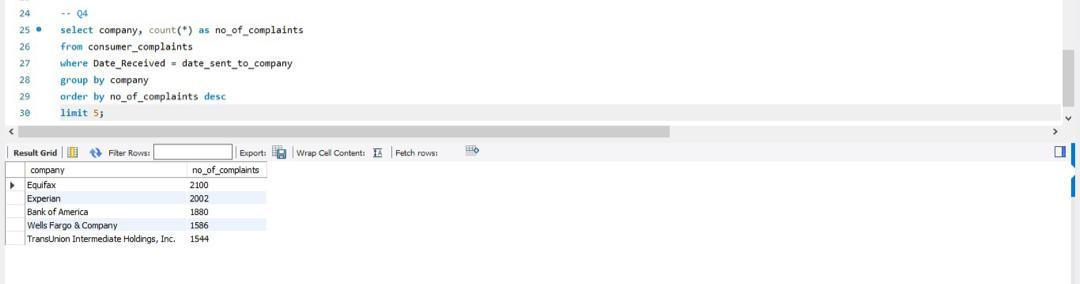 24 -- Q4
25 select company, count(*) as no_of_complaints
26 from consumer_complaints
27 where Date_Received = date_sent_to_company
28 group by company
29 order by no_of_complaints desc
30 limit 5;
Result Grid Filter Rows: Export: Wrap Cell Content: Fetch rows:
company no_of_complaints
Equifax 2100
Experian 2002
Bank of America 1880
Wells Fargo & Company 1586
TransUnion Intermediate Holdings, Inc. 1544